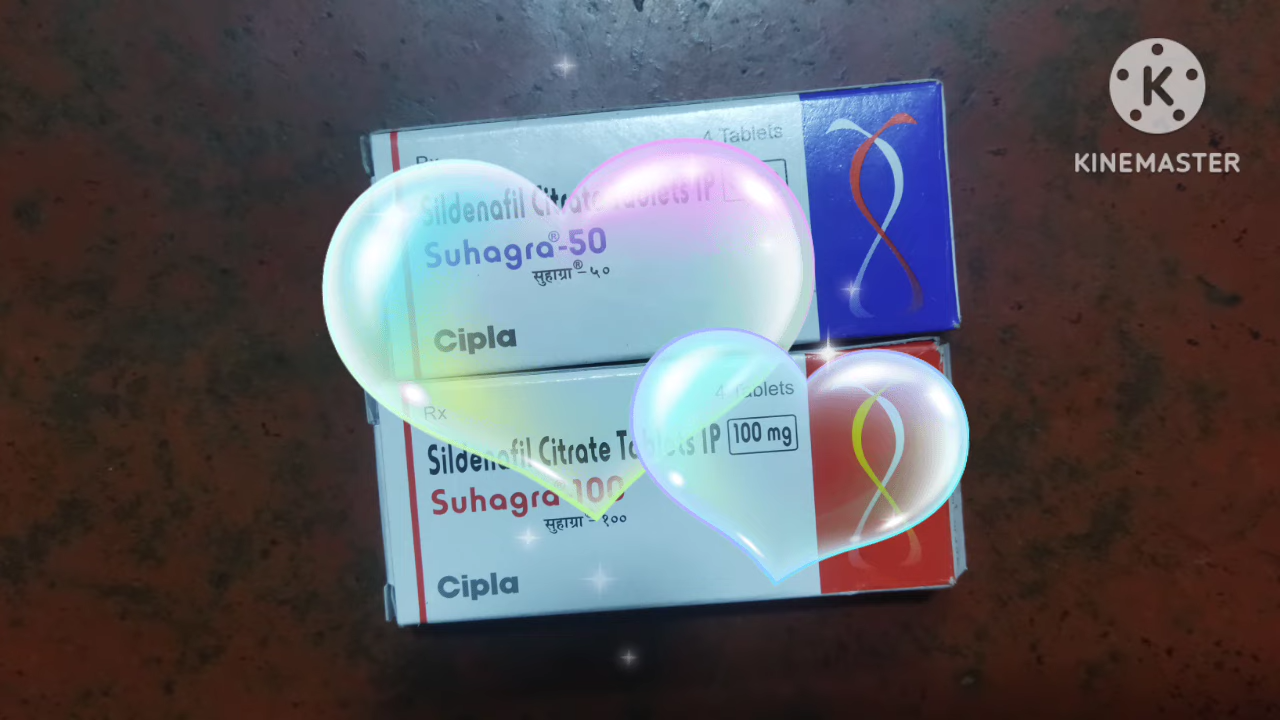 KINEMASTER
4 Tablets
Rx
Sildenafil Citrate Tablets IP
Suhagra®-50
सुहाग्रा®-५०
Cipla
4 Tablets
Rx
Sildenafil Citrate Tablets IP 100 mg
Suhagra 100
सुहाग्रा - १००
Cipla